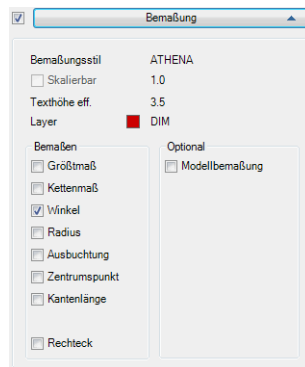 Bemaßung
Bemaßungsstil ATHENA
Skalierbar 1.0
Texthöhe eff. 3.5
Layer DIM
Bemaßen
Größtmaß
Kettenmaß
Winkel
Radius
Ausbuchtung
Zentrumspunkt
Kantenlänge
Rechteck
Optional
Modellbemaßung